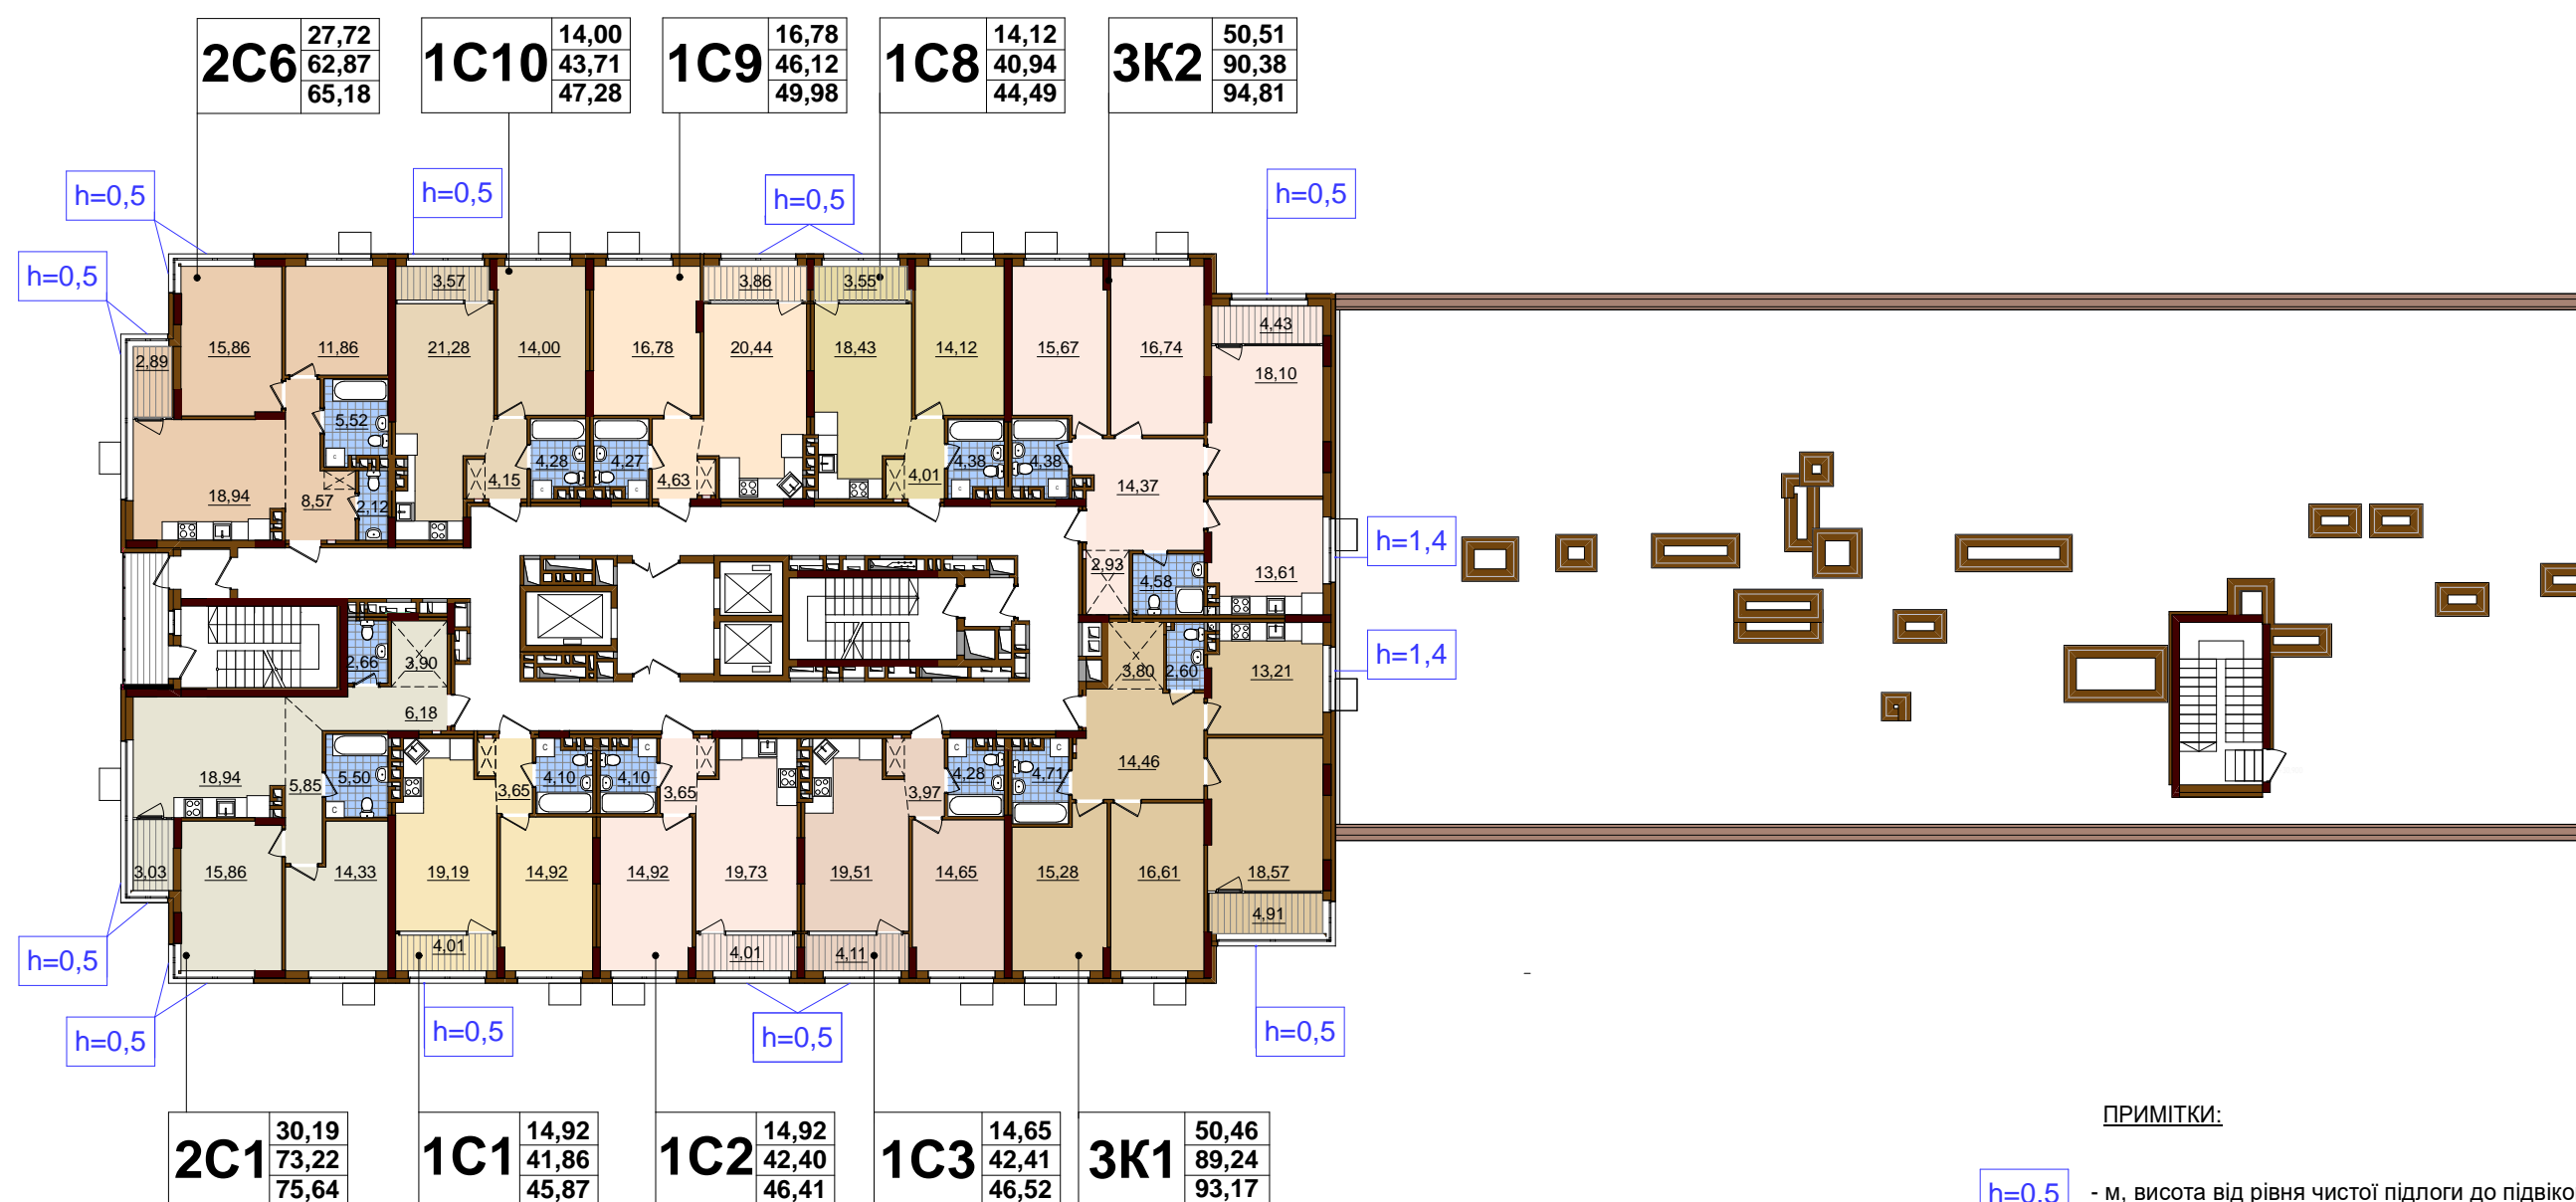 2С6 27,72 62,87 65,18
1С10 14,00 43,71 47,28
1С9 16,78 46,12 49,98
1С8 14,12 40,94 44,49
3К2 50,51 90,38 94,81
h=0,5
h=0,5
h=0,5
h=0,5
h=0,5
3,57
3,86
3,55
4,43
2,89
15,86
11,86
21,28
14,00
16,78
20,44
18,43
14,12
15,67
16,74
18,10
5,52
4,28
4,27
4,38
4,38
18,94
8,57
2,12
4,15
4,63
4,01
14,37
h=1,4
2,93
4,58
13,61
2,66
3,90
3,80
2,60
13,21
h=1,4
6,18
18,94
5,85
5,50
3,65
4,10
4,10
3,65
3,97
4,28
4,71
14,46
3,03
15,86
14,33
19,19
14,92
14,92
19,73
19,51
14,65
15,28
16,61
18,57
4,01
4,01
4,11
4,91
h=0,5
h=0,5
h=0,5
h=0,5
h=0,5
2С1 30,19 73,22 75,64
1С1 14,92 41,86 45,87
1С2 14,92 42,40 46,41
1С3 14,65 42,41 46,52
3К1 50,46 89,24 93,17
ПРИМІТКИ:
h=0,5 - м, висота від рівня чистої підлоги до підвіко